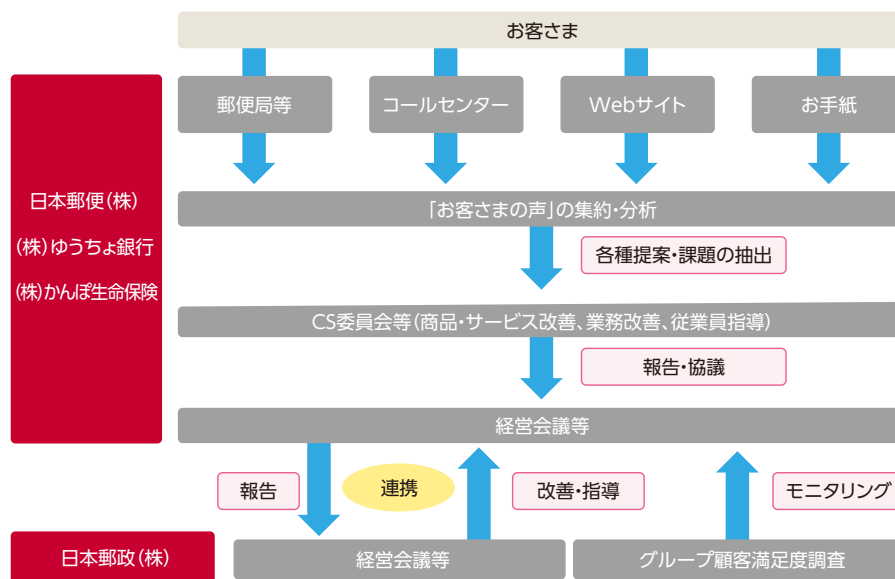 お客さま
郵便局等
コールセンター
Webサイト
お手紙
日本郵便(株)
(株)ゆうちょ銀行
(株)かんぽ生命保険
「お客さまの声」の集約・分析
各種提案・課題の抽出
CS委員会等(商品・サービス改善、業務改善、従業員指導)
報告・協議
経営会議等
報告
連携
改善・指導
モニタリング
日本郵政(株)
経営会議等
グループ顧客満足度調査